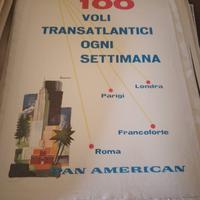 100
VOLI
TRANSATLANTICI
OGNI
SETTIMANA
Londra
Parigi
Francoforte
Roma
PAN AMERICAN